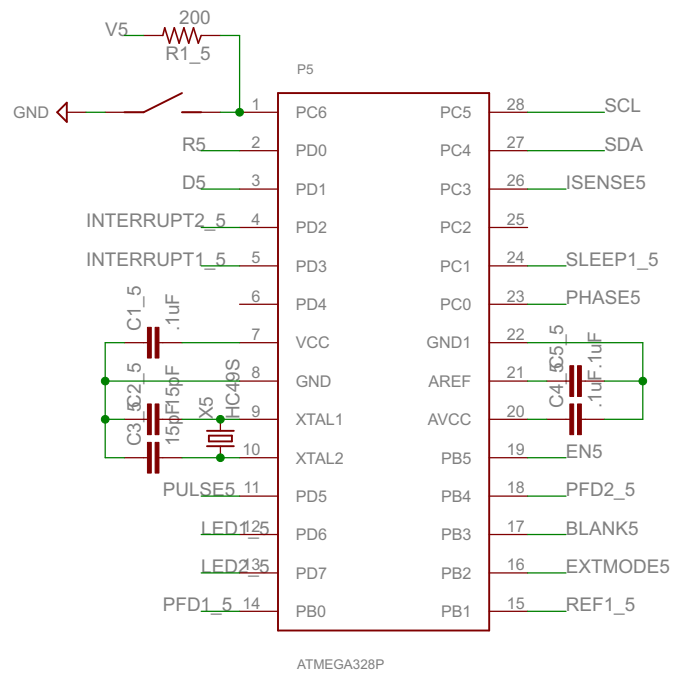 200
V5
R1_5
P5
GND
1 PC6 PC5 28 SCL
R5 2 PD0 PC4 27 SDA
D5 3 PD1 PC3 26 ISENSE5
INTERRUPT2_5 4 PD2 PC2 25
INTERRUPT1_5 5 PD3 PC1 24 SLEEP1_5
6 PD4 PC0 23 PHASE5
C1_5 .1uF 7 VCC GND1 22
8 GND AREF 21 C5_5 .1uF
C2_5 15pF 9 XTAL1 AVCC 20 C4_5 .1uF
C3_5 15pF 10 XTAL2 PB5 19 EN5
X5 HC49S
PULSE5 11 PD5 PB4 18 PFD2_5
LED1_5 12 PD6 PB3 17 BLANK5
LED2_5 13 PD7 PB2 16 EXTMODE5
PFD1_5 14 PB0 PB1 15 REF1_5
ATMEGA328P